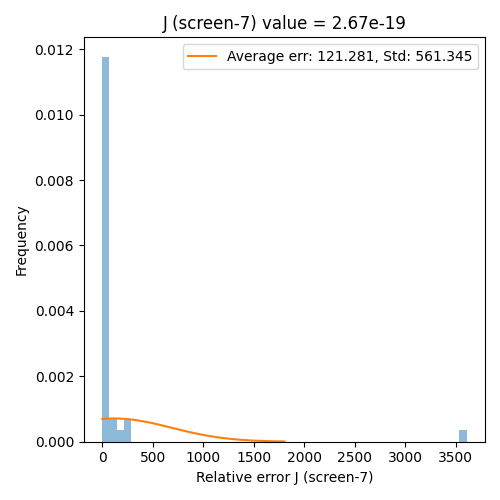 J (screen-7) value = 2.67e-19
Average err: 121.281, Std: 561.345
0.012
0.010
0.008
0.006
0.004
0.002
0.000
Frequency
0 500 1000 1500 2000 2500 3000 3500
Relative error J (screen-7)